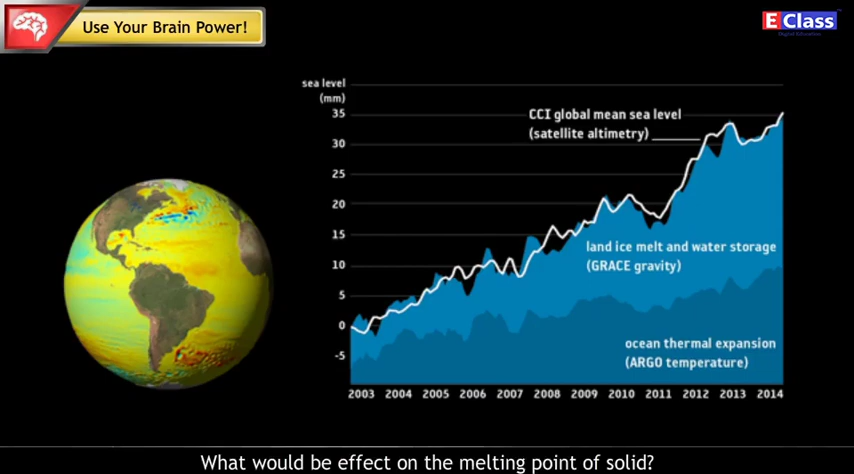 Use Your Brain Power!
E Class
Digital Education
sea level
(mm)
35
30
25
20
15
10
5
0
-5
CCI global mean sea level
(satellite altimetry)
land ice melt and water storage
(GRACE gravity)
ocean thermal expansion
(ARGO temperature)
2003 2004 2005 2006 2007 2008 2009 2010 2011 2012 2013 2014
What would be effect on the melting point of solid?